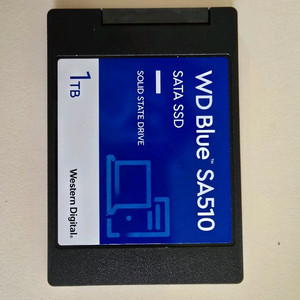 WD Blue™ SA510
SATA SSD
SOLID STATE DRIVE
1TB
Western Digital.